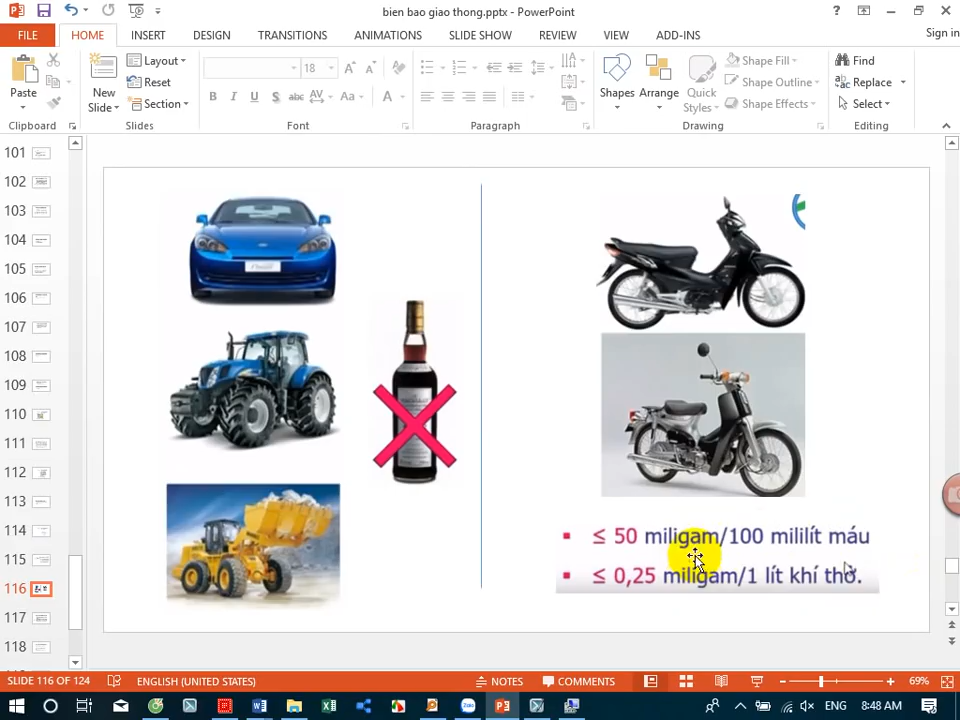 bien bao giao thong.pptx - PowerPoint
Sign in
FILE HOME INSERT DESIGN TRANSITIONS ANIMATIONS SLIDE SHOW REVIEW VIEW ADD-INS
Paste
New Slide
Layout
Reset
Section
18
Shapes
Arrange
Quick Styles
Shape Fill
Shape Outline
Shape Effects
Find
Replace
Select
Clipboard Slides Font Paragraph Drawing Editing
101
102
103
104
105
106
107
108
109
110
111
112
113
114
115
116
117
118
≤ 50 miligam/100 mililít máu
≤ 0,25 miligam/1 lít khí thở.
SLIDE 116 OF 124 ENGLISH (UNITED STATES) NOTES COMMENTS 69%
ENG 8:48 AM